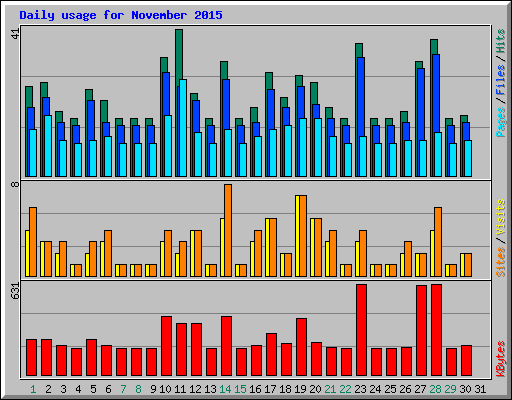 Daily usage for November 2015
41
Pages / Files / Hits
8
Sites / Visits
631
KBytes
1 2 3 4 5 6 7 8 9 10 11 12 13 14 15 16 17 18 19 20 21 22 23 24 25 26 27 28 29 30 31